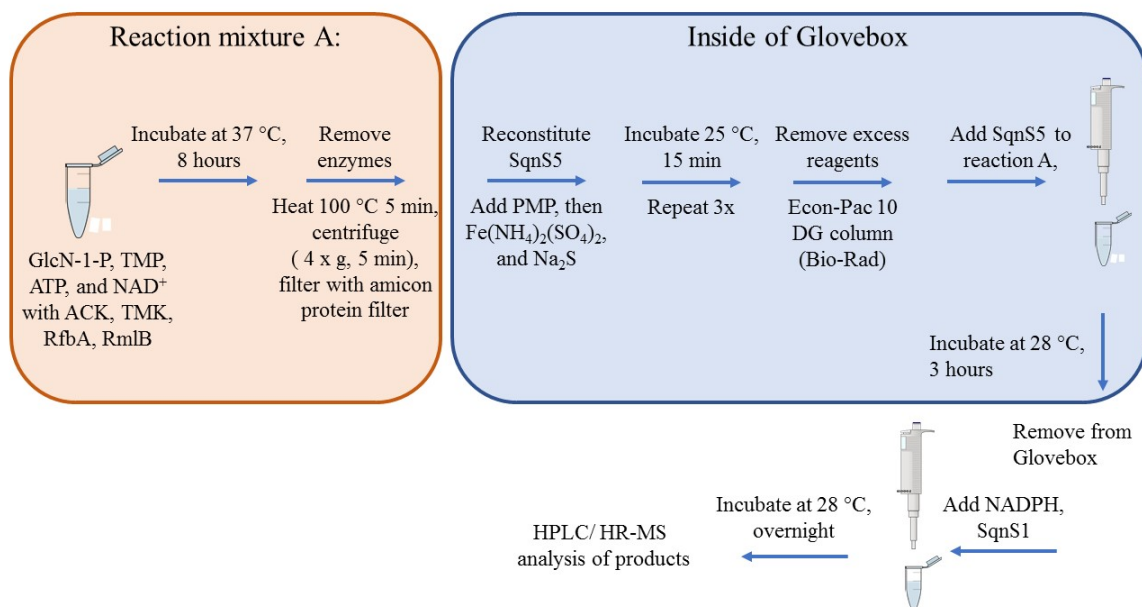 Reaction mixture A:
GlcN-1-P, TMP,
ATP, and NAD⁺
with ACK, TMK,
RfbA, RmlB
Incubate at 37 °C,
8 hours
Remove
enzymes
Heat 100 °C 5 min,
centrifuge
( 4 x g, 5 min),
filter with amicon
protein filter
Inside of Glovebox
Reconstitute
SqnS5
Add PMP, then
Fe(NH₄)₂(SO₄)₂,
and Na₂S
Incubate 25 °C,
15 min
Repeat 3x
Remove excess
reagents
Econ-Pac 10
DG column
(Bio-Rad)
Add SqnS5 to
reaction A,
Incubate at 28 °C,
3 hours
Remove from
Glovebox
Add NADPH,
SqnS1
Incubate at 28 °C,
overnight
HPLC/ HR-MS
analysis of products